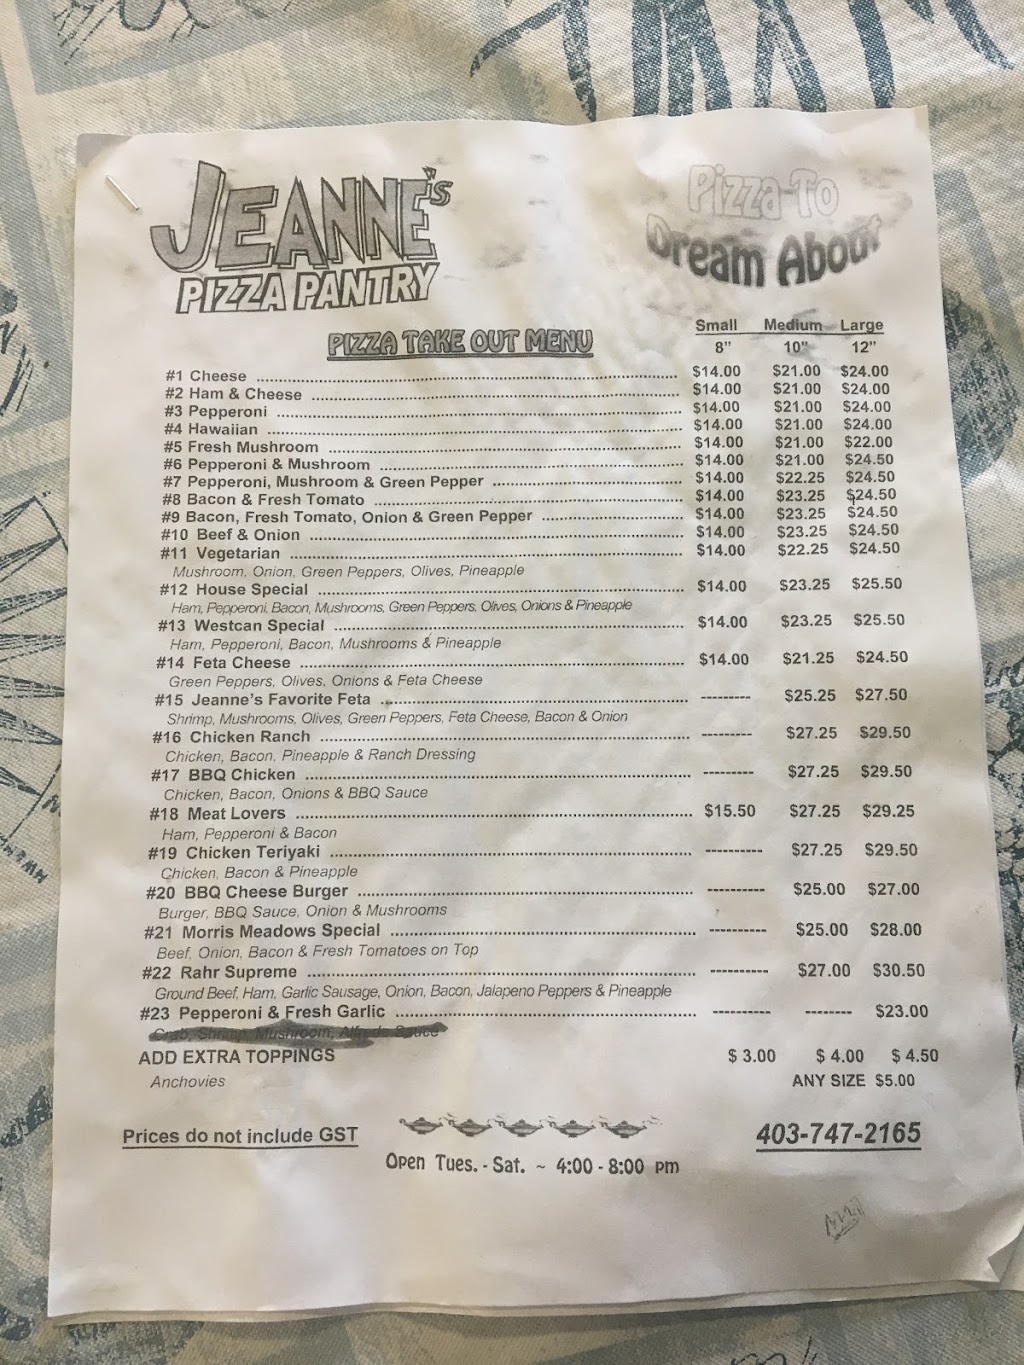 JEANNE'S
PIZZA PANTRY
Pizza To
Dream About
PIZZA TAKE OUT MENU
Small Medium Large
8" 10" 12"
#1 Cheese $14.00 $21.00 $24.00
#2 Ham & Cheese $14.00 $21.00 $24.00
#3 Pepperoni $14.00 $21.00 $24.00
#4 Hawaiian $14.00 $21.00 $24.00
#5 Fresh Mushroom $14.00 $21.00 $22.00
#6 Pepperoni & Mushroom $14.00 $21.00 $24.50
#7 Pepperoni, Mushroom & Green Pepper $14.00 $22.25 $24.50
#8 Bacon & Fresh Tomato $14.00 $23.25 $24.50
#9 Bacon, Fresh Tomato, Onion & Green Pepper $14.00 $23.25 $24.50
#10 Beef & Onion $14.00 $23.25 $24.50
#11 Vegetarian $14.00 $22.25 $24.50
Mushroom, Onion, Green Peppers, Olives, Pineapple
#12 House Special $14.00 $23.25 $25.50
Ham, Pepperoni, Bacon, Mushrooms, Green Peppers, Olives, Onions & Pineapple
#13 Westcan Special $14.00 $23.25 $25.50
Ham, Pepperoni, Bacon, Mushrooms & Pineapple
#14 Feta Cheese $14.00 $21.25 $24.50
Green Peppers, Olives, Onions & Feta Cheese
#15 Jeanne's Favorite Feta --------- $25.25 $27.50
Shrimp, Mushrooms, Olives, Green Peppers, Feta Cheese, Bacon & Onion
#16 Chicken Ranch --------- $27.25 $29.50
Chicken, Bacon, Pineapple & Ranch Dressing
#17 BBQ Chicken --------- $27.25 $29.50
Chicken, Bacon, Onions & BBQ Sauce
#18 Meat Lovers $15.50 $27.25 $29.25
Ham, Pepperoni & Bacon
#19 Chicken Teriyaki ---------- $27.25 $29.50
Chicken, Bacon & Pineapple
#20 BBQ Cheese Burger ---------- $25.00 $27.00
Burger, BBQ Sauce, Onion & Mushrooms
#21 Morris Meadows Special ---------- $25.00 $28.00
Beef, Onion, Bacon & Fresh Tomatoes on Top
#22 Rahr Supreme ---------- $27.00 $30.50
Ground Beef, Ham, Garlic Sausage, Onion, Bacon, Jalapeno Peppers & Pineapple
#23 Pepperoni & Fresh Garlic ---------- -------- $23.00
Crab, Shrimp, Mushroom, Alfredo Sauce
ADD EXTRA TOPPINGS $ 3.00 $ 4.00 $ 4.50
Anchovies ANY SIZE $5.00
Prices do not include GST
403-747-2165
Open Tues. - Sat. ~ 4:00 - 8:00 pm